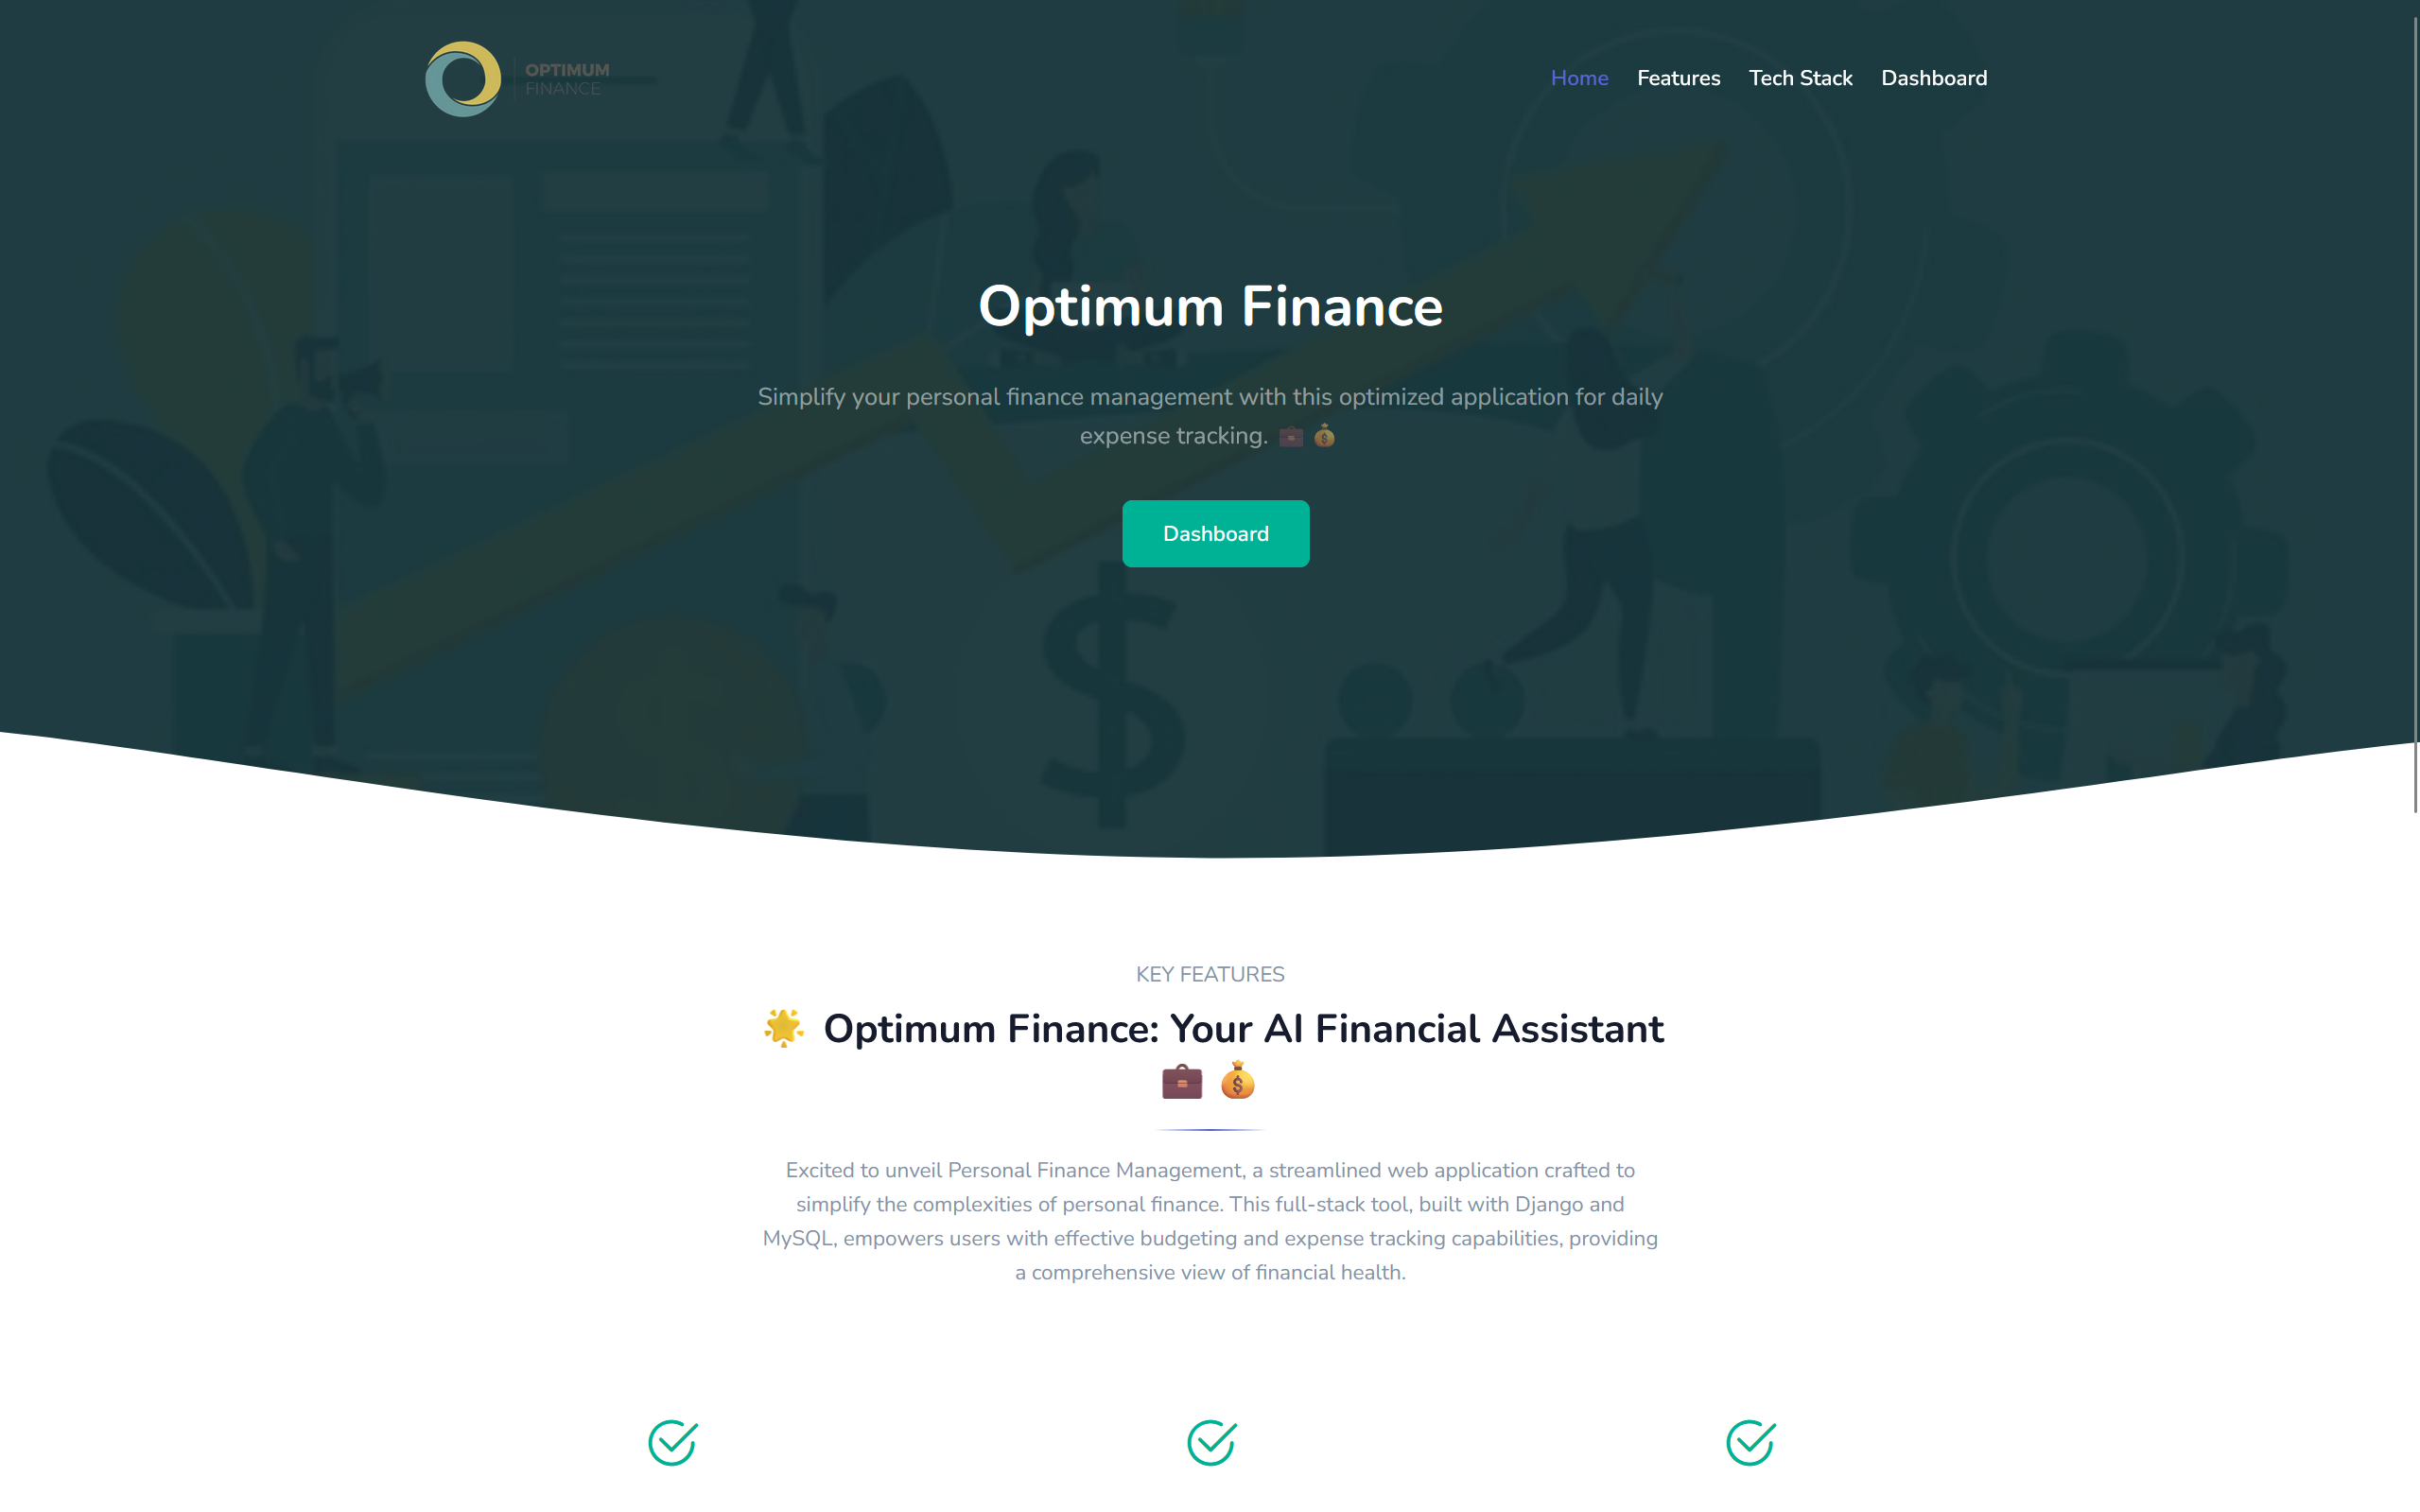 OPTIMUM
FINANCE
Home Features Tech Stack Dashboard
Optimum Finance
Simplify your personal finance management with this optimized application for daily
expense tracking. 💼 💰
Dashboard
$
KEY FEATURES
🌟 Optimum Finance: Your AI Financial Assistant
💼 💰
Excited to unveil Personal Finance Management, a streamlined web application crafted to
simplify the complexities of personal finance. This full-stack tool, built with Django and
MySQL, empowers users with effective budgeting and expense tracking capabilities, providing
a comprehensive view of financial health.